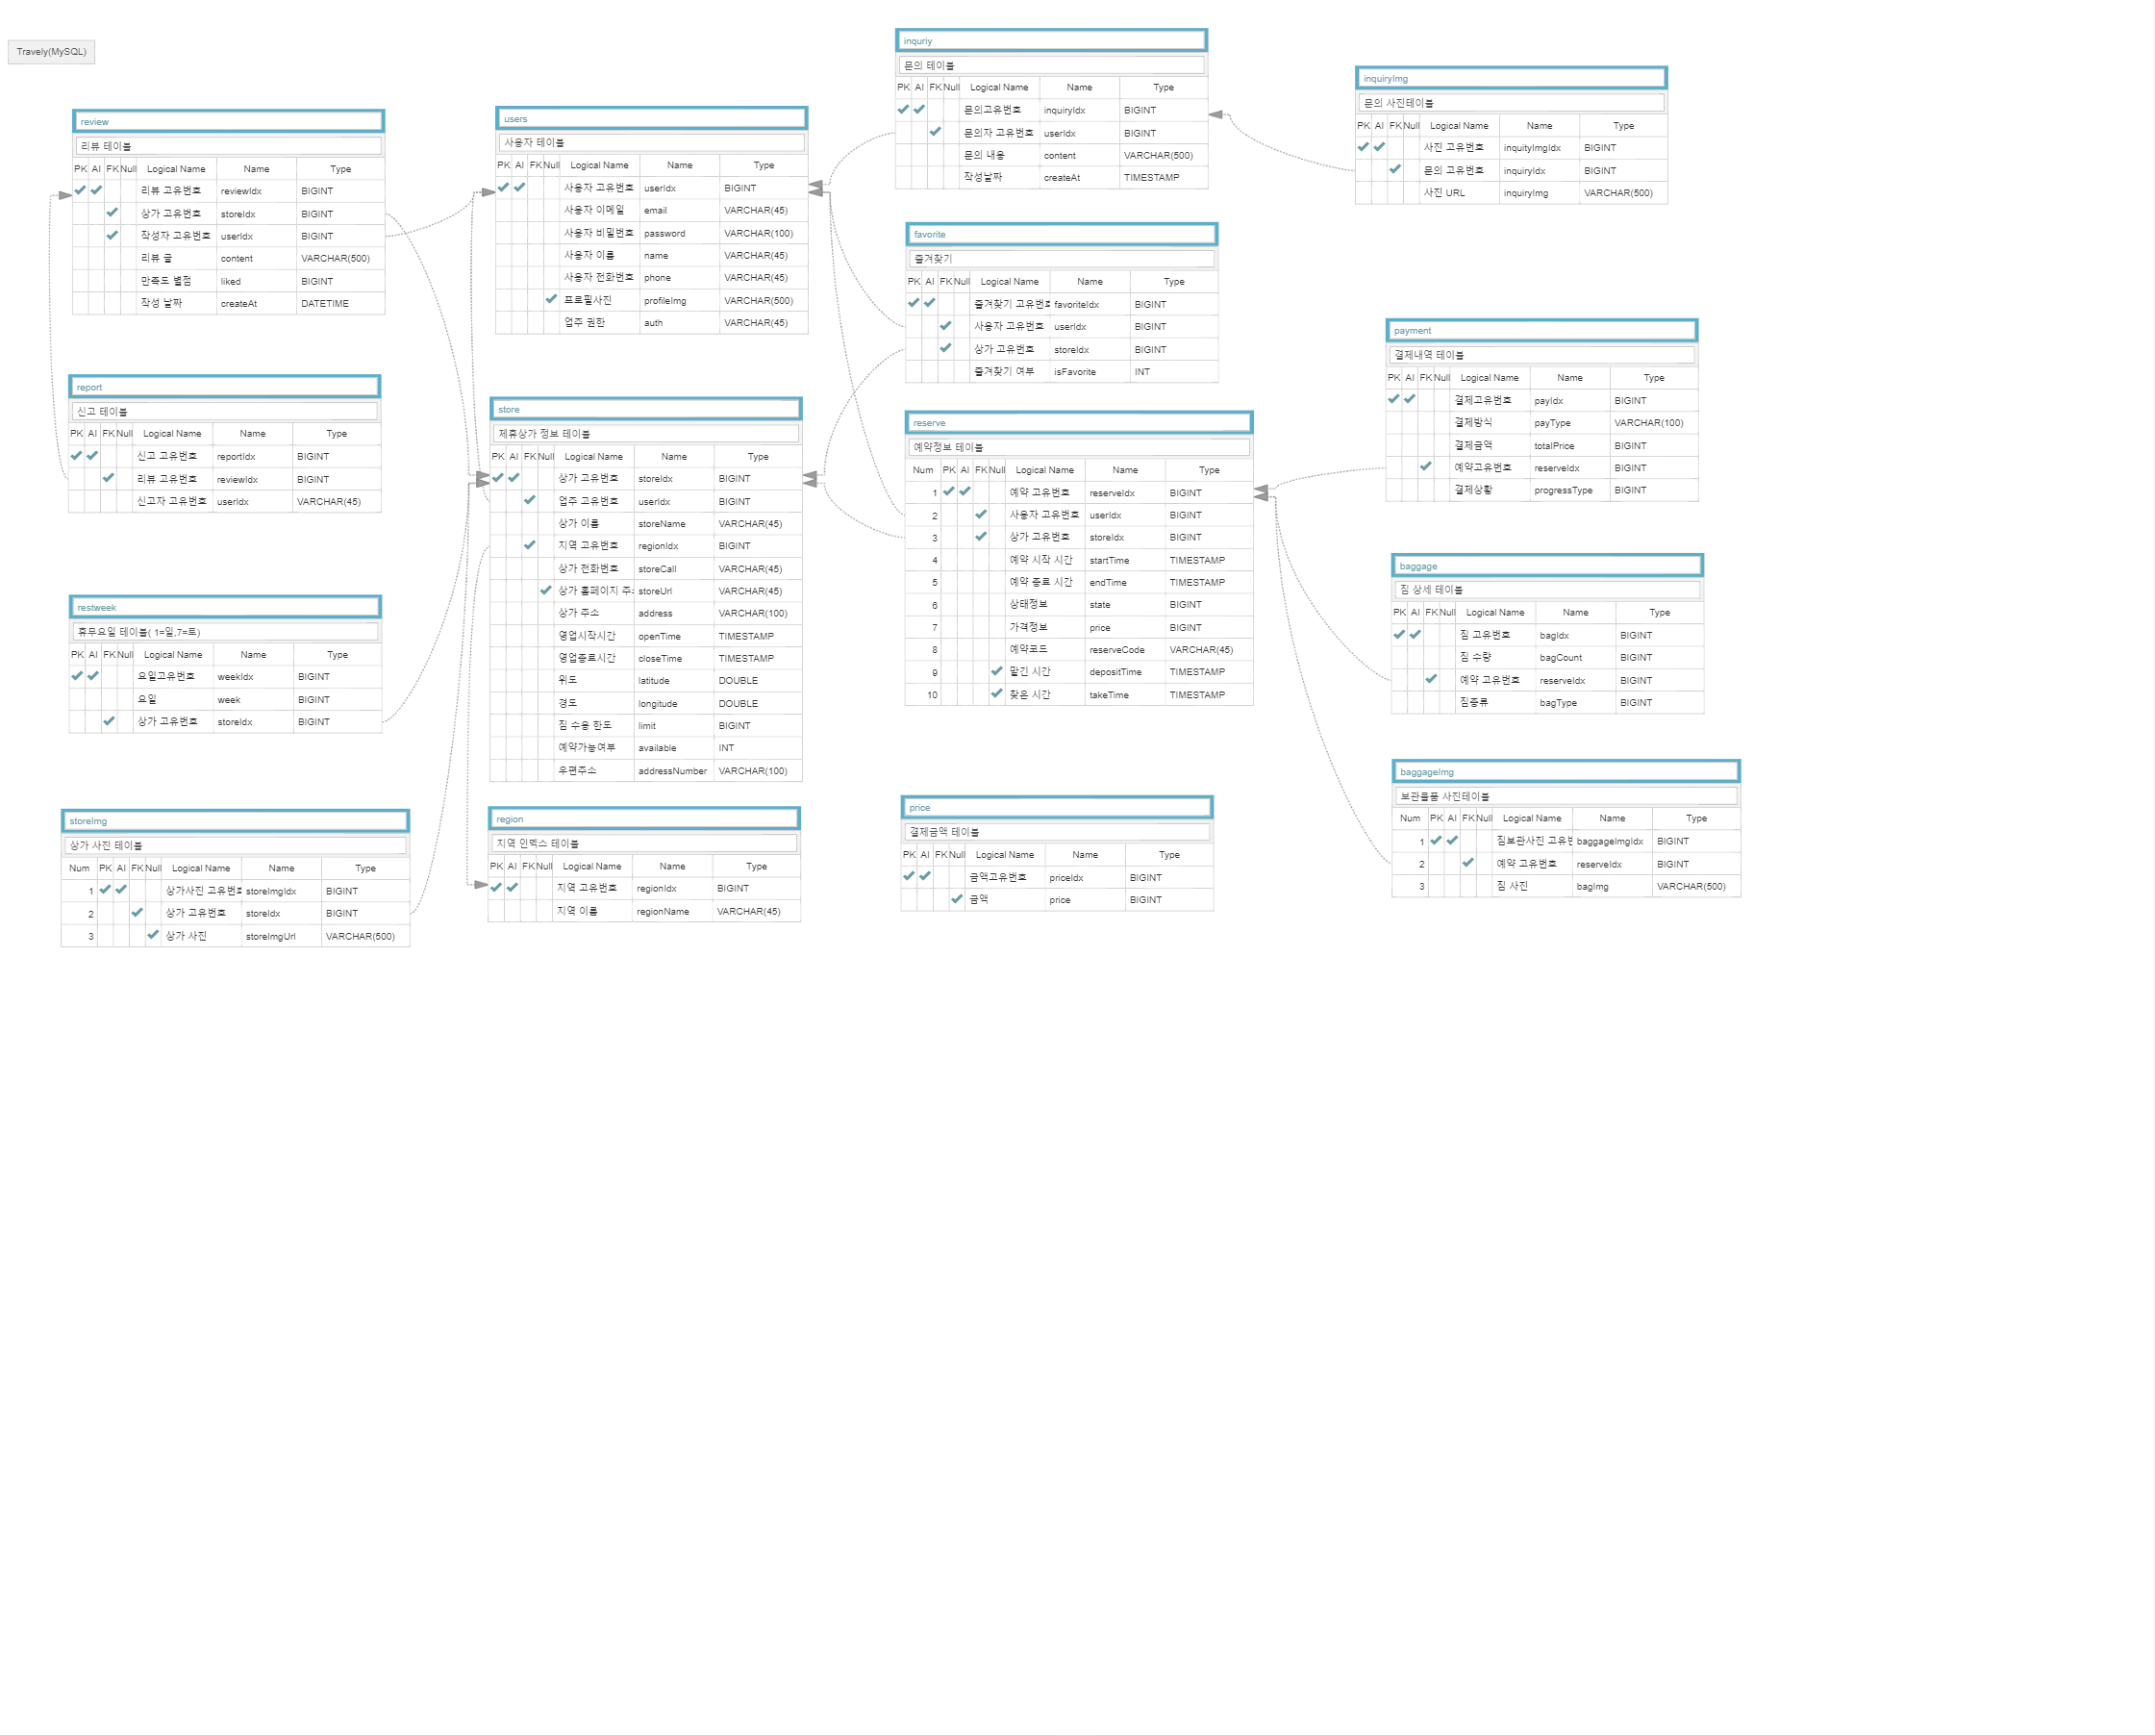 Travely(MySQL)
review
리뷰 테이블
PK AI FK Null Logical Name Name Type
리뷰 고유번호 reviewIdx BIGINT
상가 고유번호 storeIdx BIGINT
작성자 고유번호 userIdx BIGINT
리뷰 글 content VARCHAR(500)
만족도 별점 liked BIGINT
작성 날짜 createAt DATETIME
report
신고 테이블
PK AI FK Null Logical Name Name Type
신고 고유번호 reportIdx BIGINT
리뷰 고유번호 reviewIdx BIGINT
신고자 고유번호 userIdx VARCHAR(45)
restweek
휴무요일 테이블( 1=일,7=토)
PK AI FK Null Logical Name Name Type
요일고유번호 weekIdx BIGINT
요일 week BIGINT
상가 고유번호 storeIdx BIGINT
storeImg
상가 사진 테이블
Num PK AI FK Null Logical Name Name Type
1 상가사진 고유번호 storeImgIdx BIGINT
2 상가 고유번호 storeIdx BIGINT
3 상가 사진 storeImgUrl VARCHAR(500)
users
사용자 테이블
PK AI FK Null Logical Name Name Type
사용자 고유번호 userIdx BIGINT
사용자 이메일 email VARCHAR(45)
사용자 비밀번호 password VARCHAR(100)
사용자 이름 name VARCHAR(45)
사용자 전화번호 phone VARCHAR(45)
프로필사진 profileImg VARCHAR(500)
업주 권한 auth VARCHAR(45)
store
제휴상가 정보 테이블
PK AI FK Null Logical Name Name Type
상가 고유번호 storeIdx BIGINT
업주 고유번호 userIdx BIGINT
상가 이름 storeName VARCHAR(45)
지역 고유번호 regionIdx BIGINT
상가 전화번호 storeCall VARCHAR(45)
상가 홈페이지 주 storeUrl VARCHAR(45)
상가 주소 address VARCHAR(100)
영업시작시간 openTime TIMESTAMP
영업종료시간 closeTime TIMESTAMP
위도 latitude DOUBLE
경도 longitude DOUBLE
짐 수용 한도 limit BIGINT
예약가능여부 available INT
우편주소 addressNumber VARCHAR(100)
region
지역 인덱스 테이블
PK AI FK Null Logical Name Name Type
지역 고유번호 regionIdx BIGINT
지역 이름 regionName VARCHAR(45)
inquriy
문의 테이블
PK AI FK Null Logical Name Name Type
문의고유번호 inquiryIdx BIGINT
문의자 고유번호 userIdx BIGINT
문의 내용 content VARCHAR(500)
작성날짜 createAt TIMESTAMP
favorite
즐겨찾기
PK AI FK Null Logical Name Name Type
즐겨찾기 고유번호 favoriteIdx BIGINT
사용자 고유번호 userIdx BIGINT
상가 고유번호 storeIdx BIGINT
즐겨찾기 여부 isFavorite INT
reserve
예약정보 테이블
Num PK AI FK Null Logical Name Name Type
1 예약 고유번호 reserveIdx BIGINT
2 사용자 고유번호 userIdx BIGINT
3 상가 고유번호 storeIdx BIGINT
4 예약 시작 시간 startTime TIMESTAMP
5 예약 종료 시간 endTime TIMESTAMP
6 상태정보 state BIGINT
7 가격정보 price BIGINT
8 예약코드 reserveCode VARCHAR(45)
9 맡긴 시간 depositTime TIMESTAMP
10 찾은 시간 takeTime TIMESTAMP
price
결제금액 테이블
PK AI FK Null Logical Name Name Type
금액고유번호 priceIdx BIGINT
금액 price BIGINT
inquiryImg
문의 사진테이블
PK AI FK Null Logical Name Name Type
사진 고유번호 inquityImgIdx BIGINT
문의 고유번호 inquiryIdx BIGINT
사진 URL inquiryImg VARCHAR(500)
payment
결제내역 테이블
PK AI FK Null Logical Name Name Type
결제고유번호 payIdx BIGINT
결제방식 payType VARCHAR(100)
결제금액 totalPrice BIGINT
예약고유번호 reserveIdx BIGINT
결제상황 progressType BIGINT
baggage
짐 상세 테이블
PK AI FK Null Logical Name Name Type
짐 고유번호 bagIdx BIGINT
짐 수량 bagCount BIGINT
예약 고유번호 reserveIdx BIGINT
짐종류 bagType BIGINT
baggageImg
보관물품 사진테이블
Num PK AI FK Null Logical Name Name Type
1 짐보관사진 고유번 baggageImgIdx BIGINT
2 예약 고유번호 reserveIdx BIGINT
3 짐 사진 bagImg VARCHAR(500)